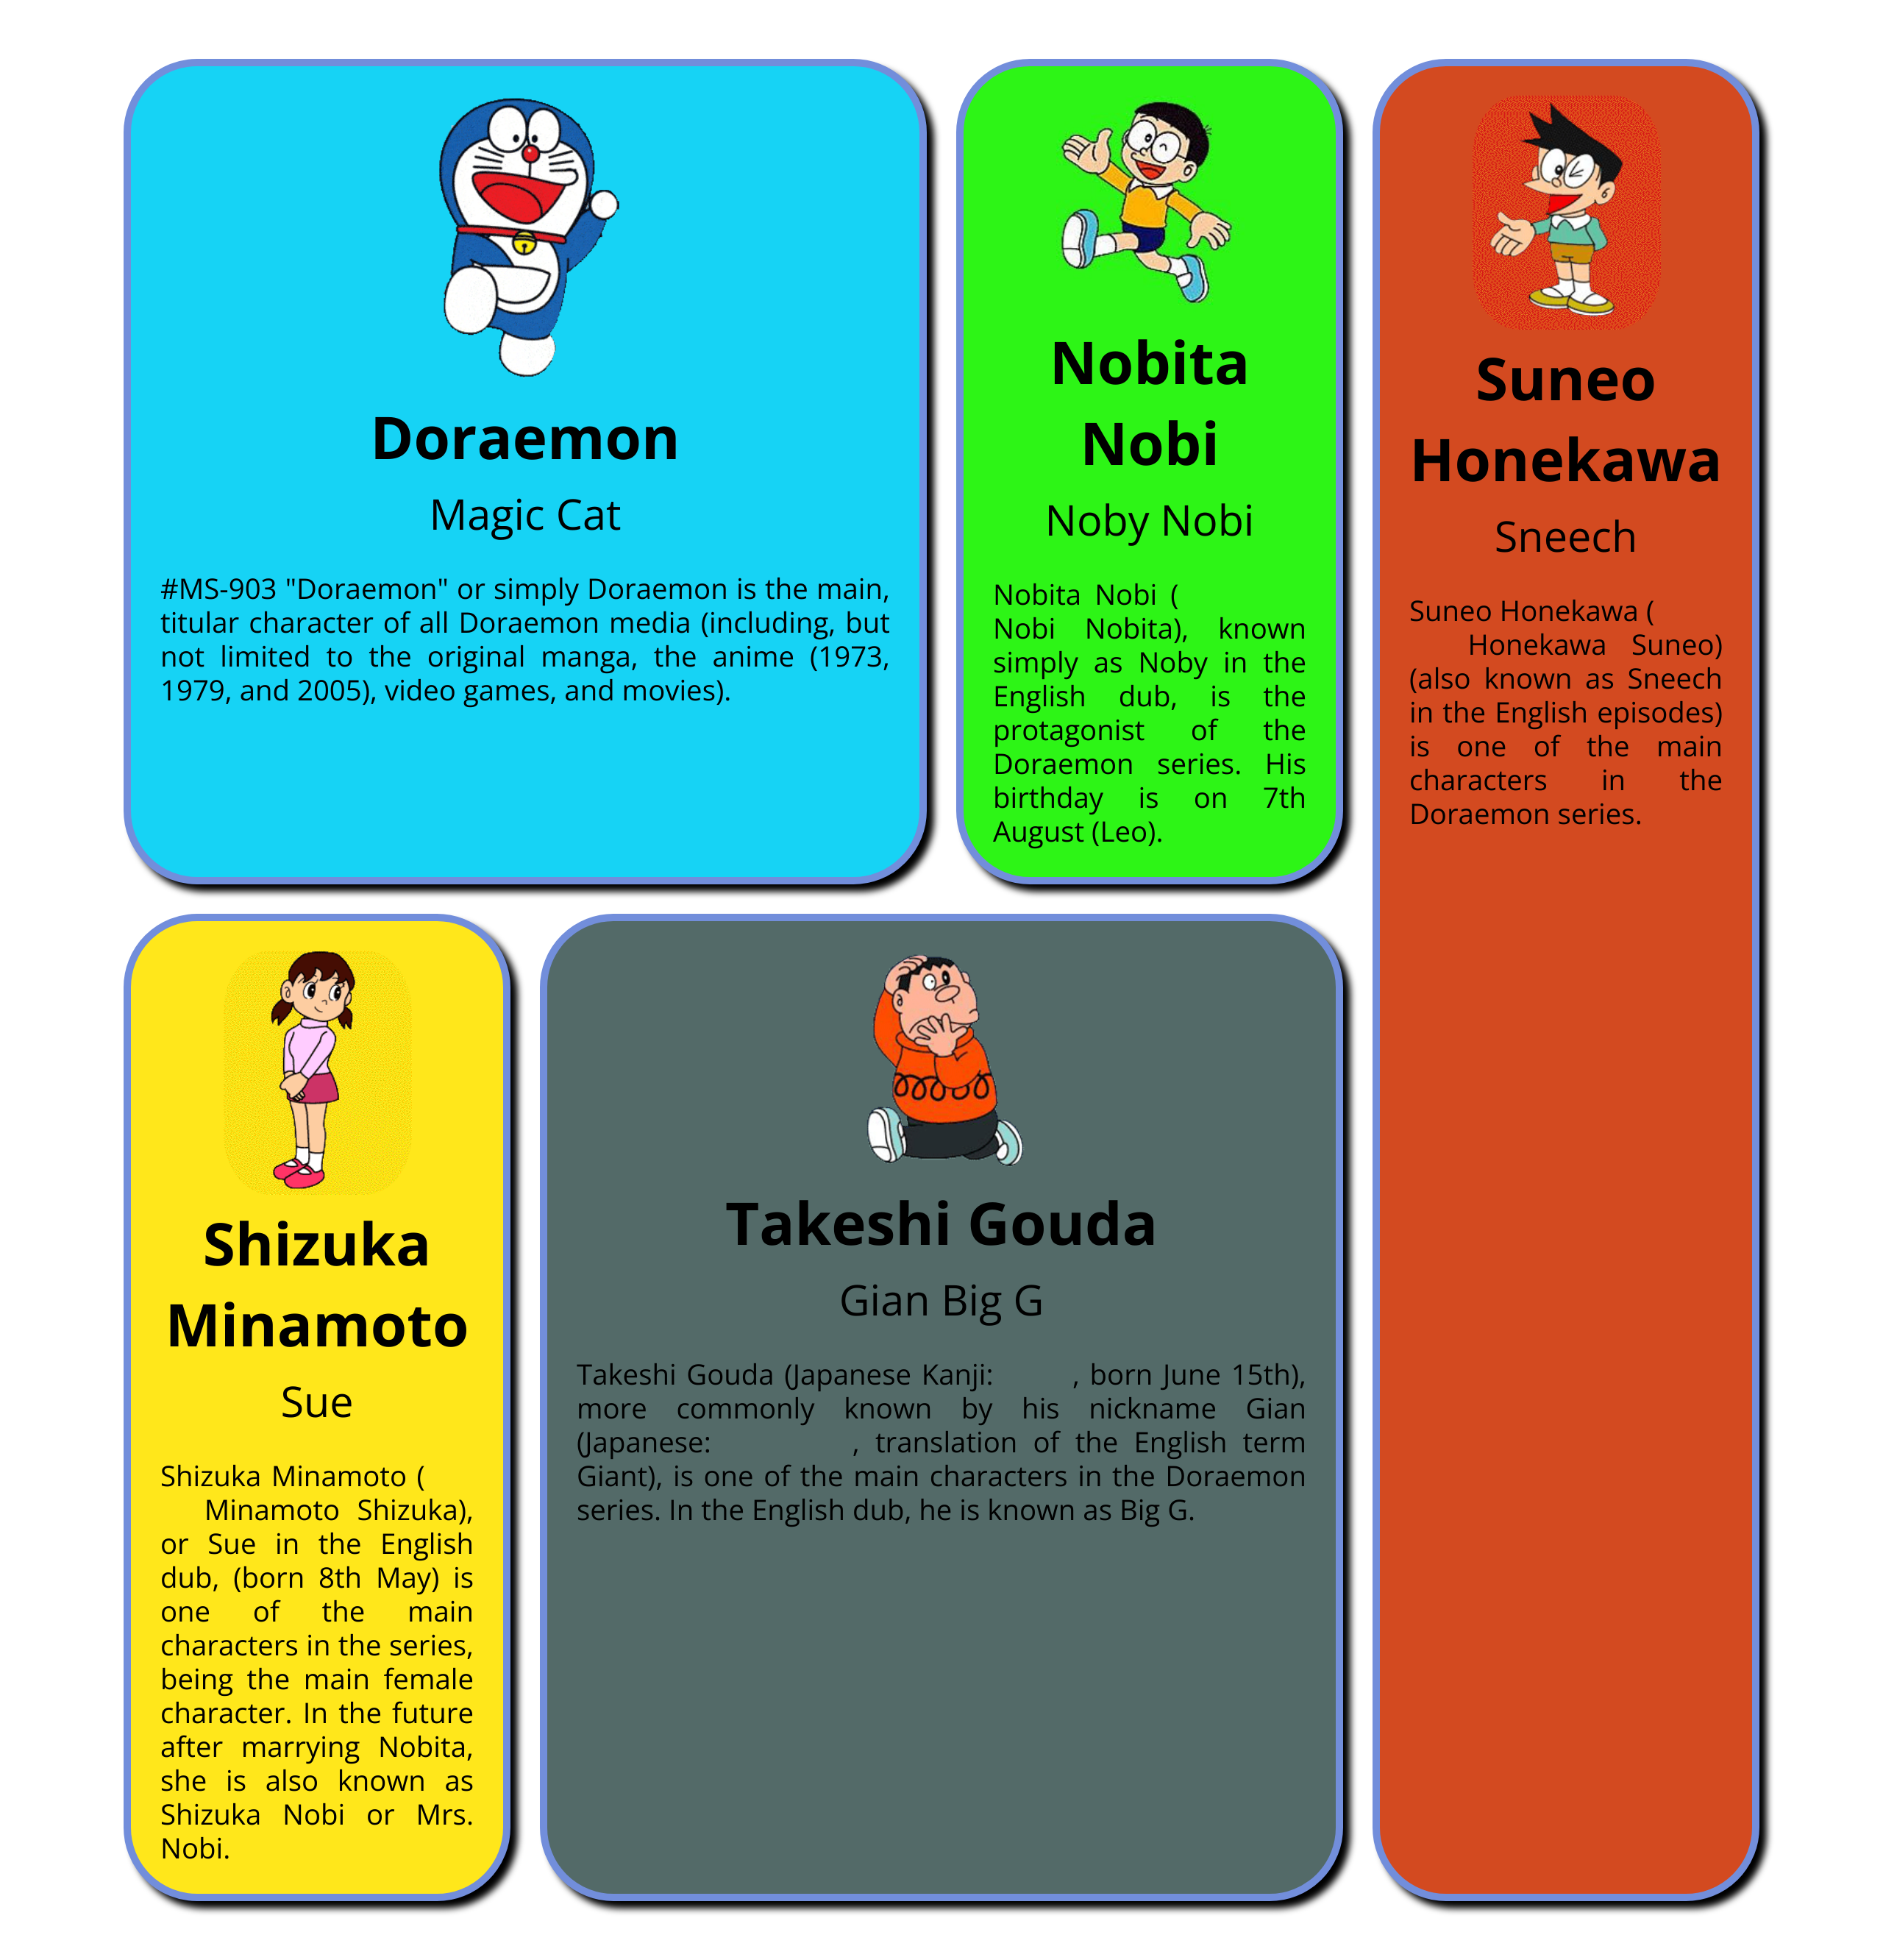 Doraemon
Magic Cat
#MS-903 "Doraemon" or simply Doraemon is the main,
titular character of all Doraemon media (including, but
not limited to the original manga, the anime (1973,
1979, and 2005), video games, and movies).
Nobita
Nobi
Noby Nobi
Nobita Nobi (
Nobi Nobita), known
simply as Noby in the
English dub, is the
protagonist of the
Doraemon series. His
birthday is on 7th
August (Leo).
Suneo
Honekawa
Sneech
Suneo Honekawa (
Honekawa Suneo)
(also known as Sneech
in the English episodes)
is one of the main
characters in the
Doraemon series.
Shizuka
Minamoto
Sue
Shizuka Minamoto (
Minamoto Shizuka),
or Sue in the English
dub, (born 8th May) is
one of the main
characters in the series,
being the main female
character. In the future
after marrying Nobita,
she is also known as
Shizuka Nobi or Mrs.
Nobi.
Takeshi Gouda
Gian Big G
Takeshi Gouda (Japanese Kanji: , born June 15th),
more commonly known by his nickname Gian
(Japanese: , translation of the English term
Giant), is one of the main characters in the Doraemon
series. In the English dub, he is known as Big G.